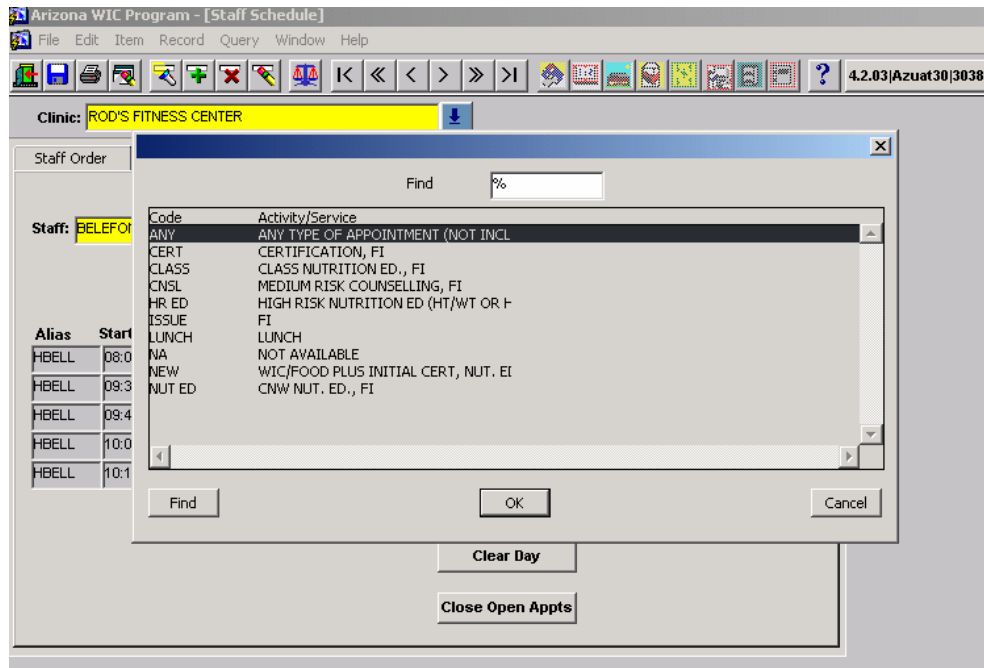 Arizona WIC Program - [Staff Schedule]
File Edit Item Record Query Window Help
? 4.2.03|Azuat30|3038
Clinic: ROD'S FITNESS CENTER
Staff Order
Find %
Staff: BELEFON
Code Activity/Service
ANY ANY TYPE OF APPOINTMENT (NOT INCL
CERT CERTIFICATION, FI
CLASS CLASS NUTRITION ED., FI
CNSL MEDIUM RISK COUNSELLING, FI
HR ED HIGH RISK NUTRITION ED (HT/WT OR H
ISSUE FI
LUNCH LUNCH
NA NOT AVAILABLE
NEW WIC/FOOD PLUS INITIAL CERT, NUT. ED
NUT ED CNW NUT. ED., FI
Alias Start
HBELL 08:0
HBELL 09:3
HBELL 09:4
HBELL 10:0
HBELL 10:1
Find OK Cancel
Clear Day
Close Open Appts